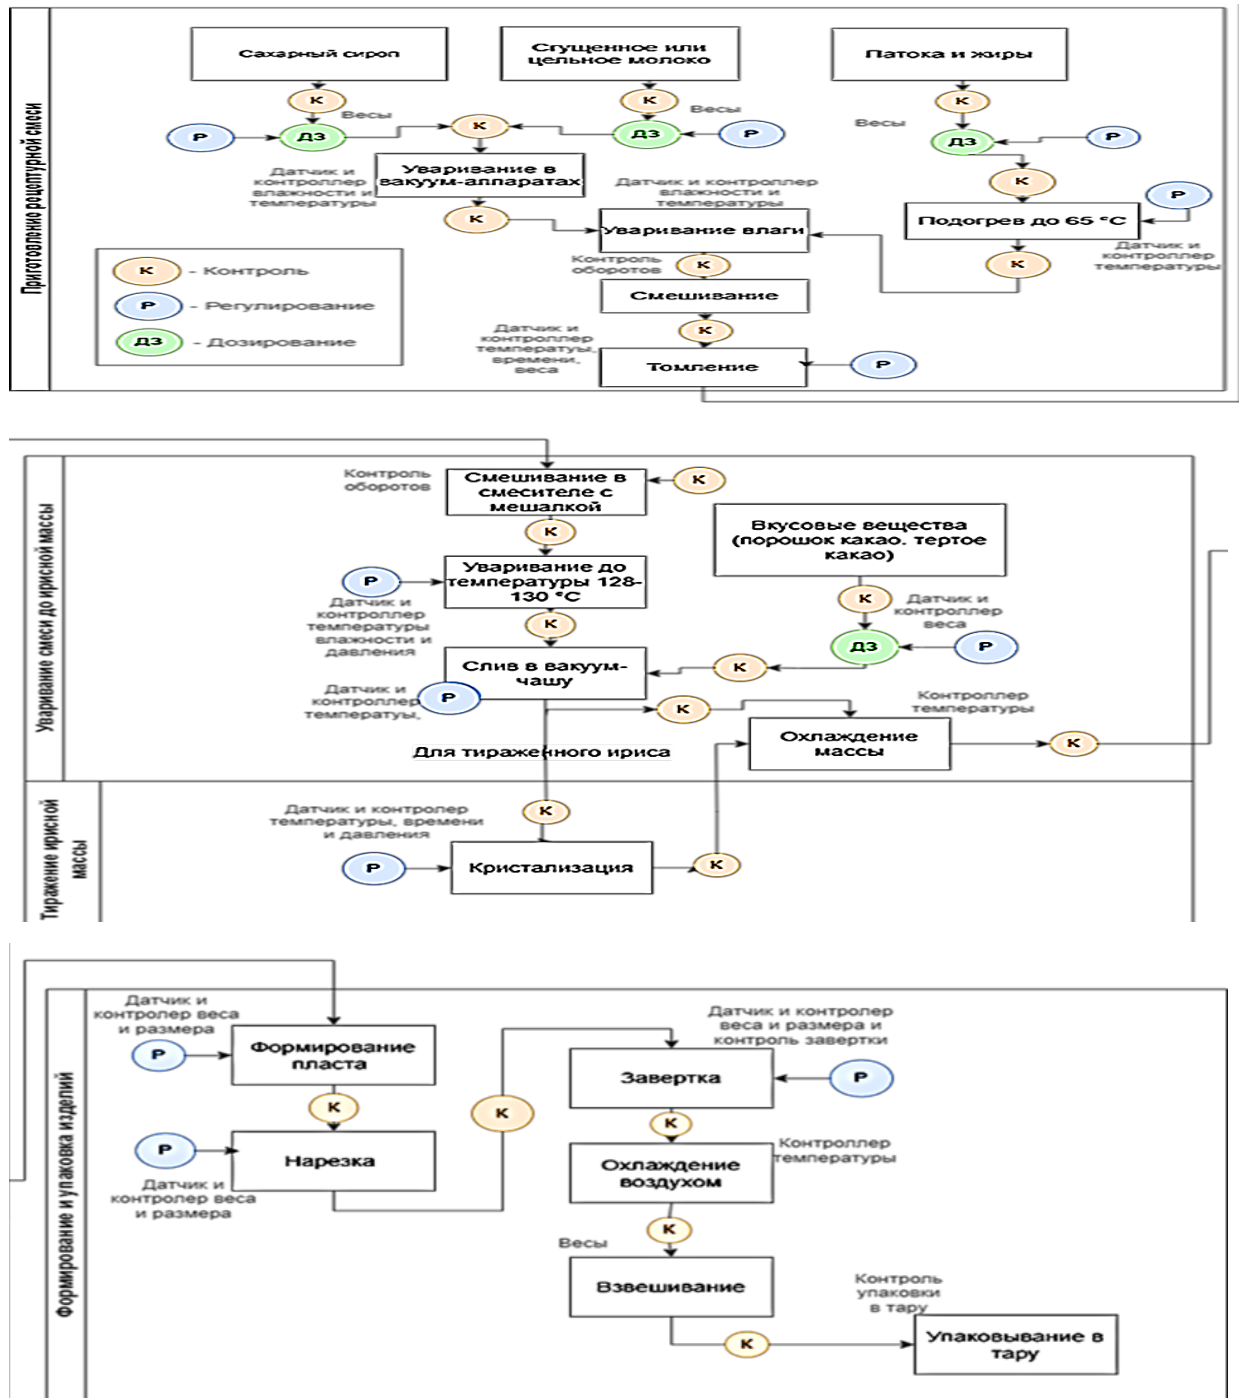 Приготовление рецептурной смеси
Сахарный сироп
Сгущенное или
цельное молоко
Патока и жиры
К
К
К
Весы
Весы
Весы
Р
ДЗ
К
ДЗ
Р
ДЗ
Р
Датчик и
контроллер
влажности и
температуры
Уваривание в
вакуум-аппаратах
Датчик и контроллер
влажности и
температуры
К
Р
К
Уваривание влаги
Подогрев до 65 °С
Датчик и
контроллер
температуры
К
Контроль
оборотов
К
К
- Контроль
Р
- Регулирование
ДЗ
- Дозирование
Смешивание
К
Датчик и
контроллер
температуы,
времени,
веса
Томление
Р
Уваривание смеси до ирисной массы
Контроль
оборотов
Смешивание в
смесителе с
мешалкой
К
К
Вкусовые вещества
(порошок какао. тертое
какао)
Р
Уваривание до
температуры 128-
130 °С
Датчик и
контроллер
температуры
влажности и
давления
К
К
Датчик и
контроллер
веса
ДЗ
Р
Слив в вакуум-
чашу
К
Датчик и
контроллер
температуы,
Р
К
Контроллер
температуры
Для тираженного ириса
Охлаждение
массы
К
Тиражение ирисной
массы
Датчик и контролер
температуры, времени
и давления
К
Р
Кристализация
К
Формирование и упаковка изделий
Датчик и
контролер веса
и размера
Р
Формирование
пласта
К
Р
Нарезка
Датчик и
контролер веса
и размера
К
Датчик и контролер
веса и размера и
контроль завертки
Завертка
Р
К
Контроллер
температуры
Охлаждение
воздухом
К
Весы
Взвешивание
К
Контроль
упаковки
в тару
Упаковывание в
тару